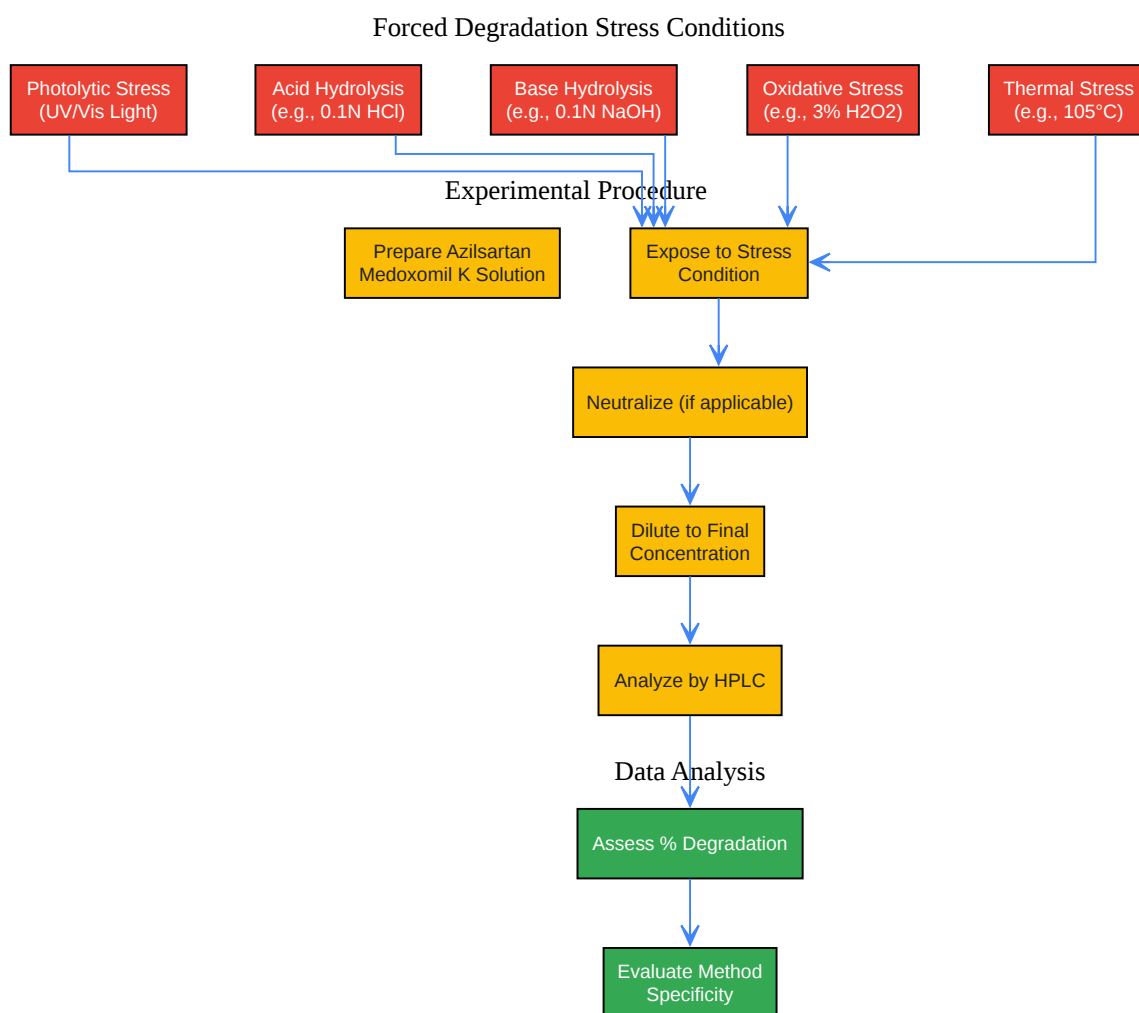 Forced Degradation Stress Conditions
Photolytic Stress
(UV/Vis Light)
Acid Hydrolysis
(e.g., 0.1N HCl)
Base Hydrolysis
(e.g., 0.1N NaOH)
Oxidative Stress
(e.g., 3% H2O2)
Thermal Stress
(e.g., 105°C)
Experimental Procedure
Prepare Azilsartan
Medoxomil K Solution
Expose to Stress
Condition
Neutralize (if applicable)
Dilute to Final
Concentration
Analyze by HPLC
Data Analysis
Assess % Degradation
Evaluate Method
Specificity